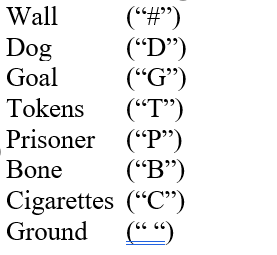 Wall (“#”)
Dog (“D”)
Goal (“G”)
Tokens (“T”)
Prisoner (“P”)
Bone (“B”)
Cigarettes (“C”)
Ground (“ “)